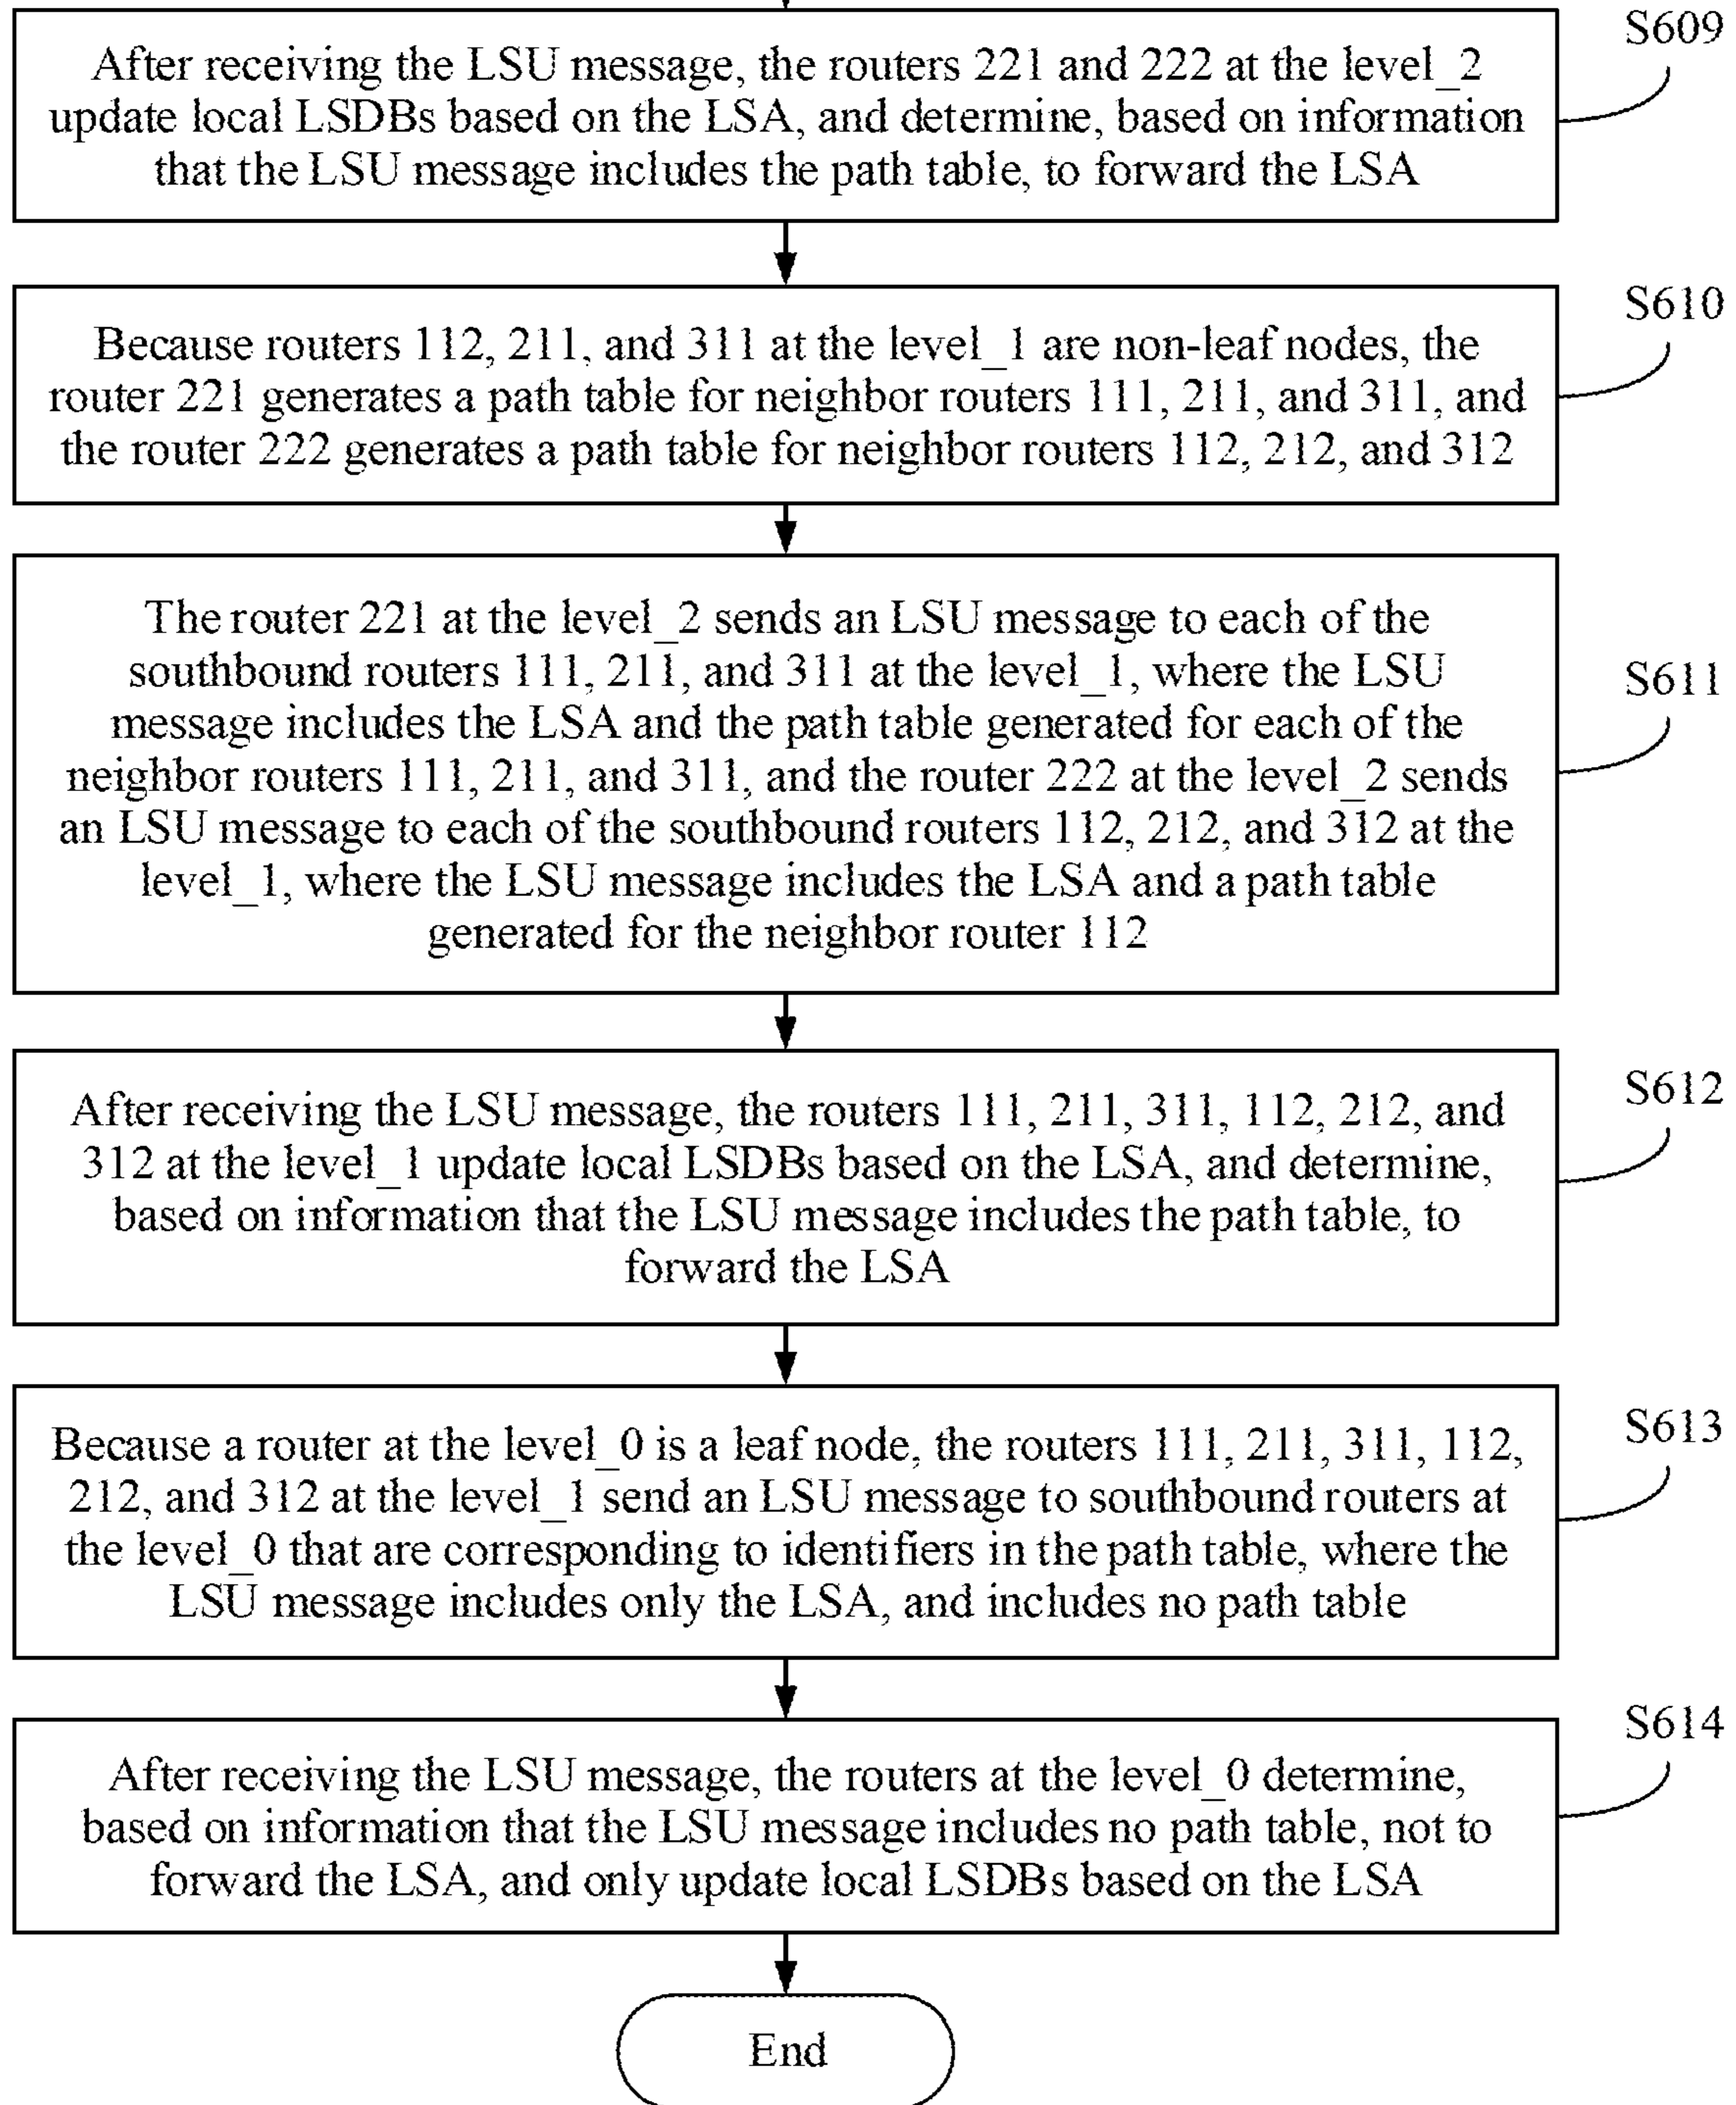 S609
After receiving the LSU message, the routers 221 and 222 at the level_2
update local LSDBs based on the LSA, and determine, based on information
that the LSU message includes the path table, to forward the LSA
S610
Because routers 112, 211, and 311 at the level_1 are non-leaf nodes, the
router 221 generates a path table for neighbor routers 111, 211, and 311, and
the router 222 generates a path table for neighbor routers 112, 212, and 312
S611
The router 221 at the level_2 sends an LSU message to each of the
southbound routers 111, 211, and 311 at the level_1, where the LSU
message includes the LSA and the path table generated for each of the
neighbor routers 111, 211, and 311, and the router 222 at the level_2 sends
an LSU message to each of the southbound routers 112, 212, and 312 at the
level_1, where the LSU message includes the LSA and a path table
generated for the neighbor router 112
S612
After receiving the LSU message, the routers 111, 211, 311, 112, 212, and
312 at the level_1 update local LSDBs based on the LSA, and determine,
based on information that the LSU message includes the path table, to
forward the LSA
S613
Because a router at the level_0 is a leaf node, the routers 111, 211, 311, 112,
212, and 312 at the level_1 send an LSU message to southbound routers at
the level_0 that are corresponding to identifiers in the path table, where the
LSU message includes only the LSA, and includes no path table
S614
After receiving the LSU message, the routers at the level_0 determine,
based on information that the LSU message includes no path table, not to
forward the LSA, and only update local LSDBs based on the LSA
End